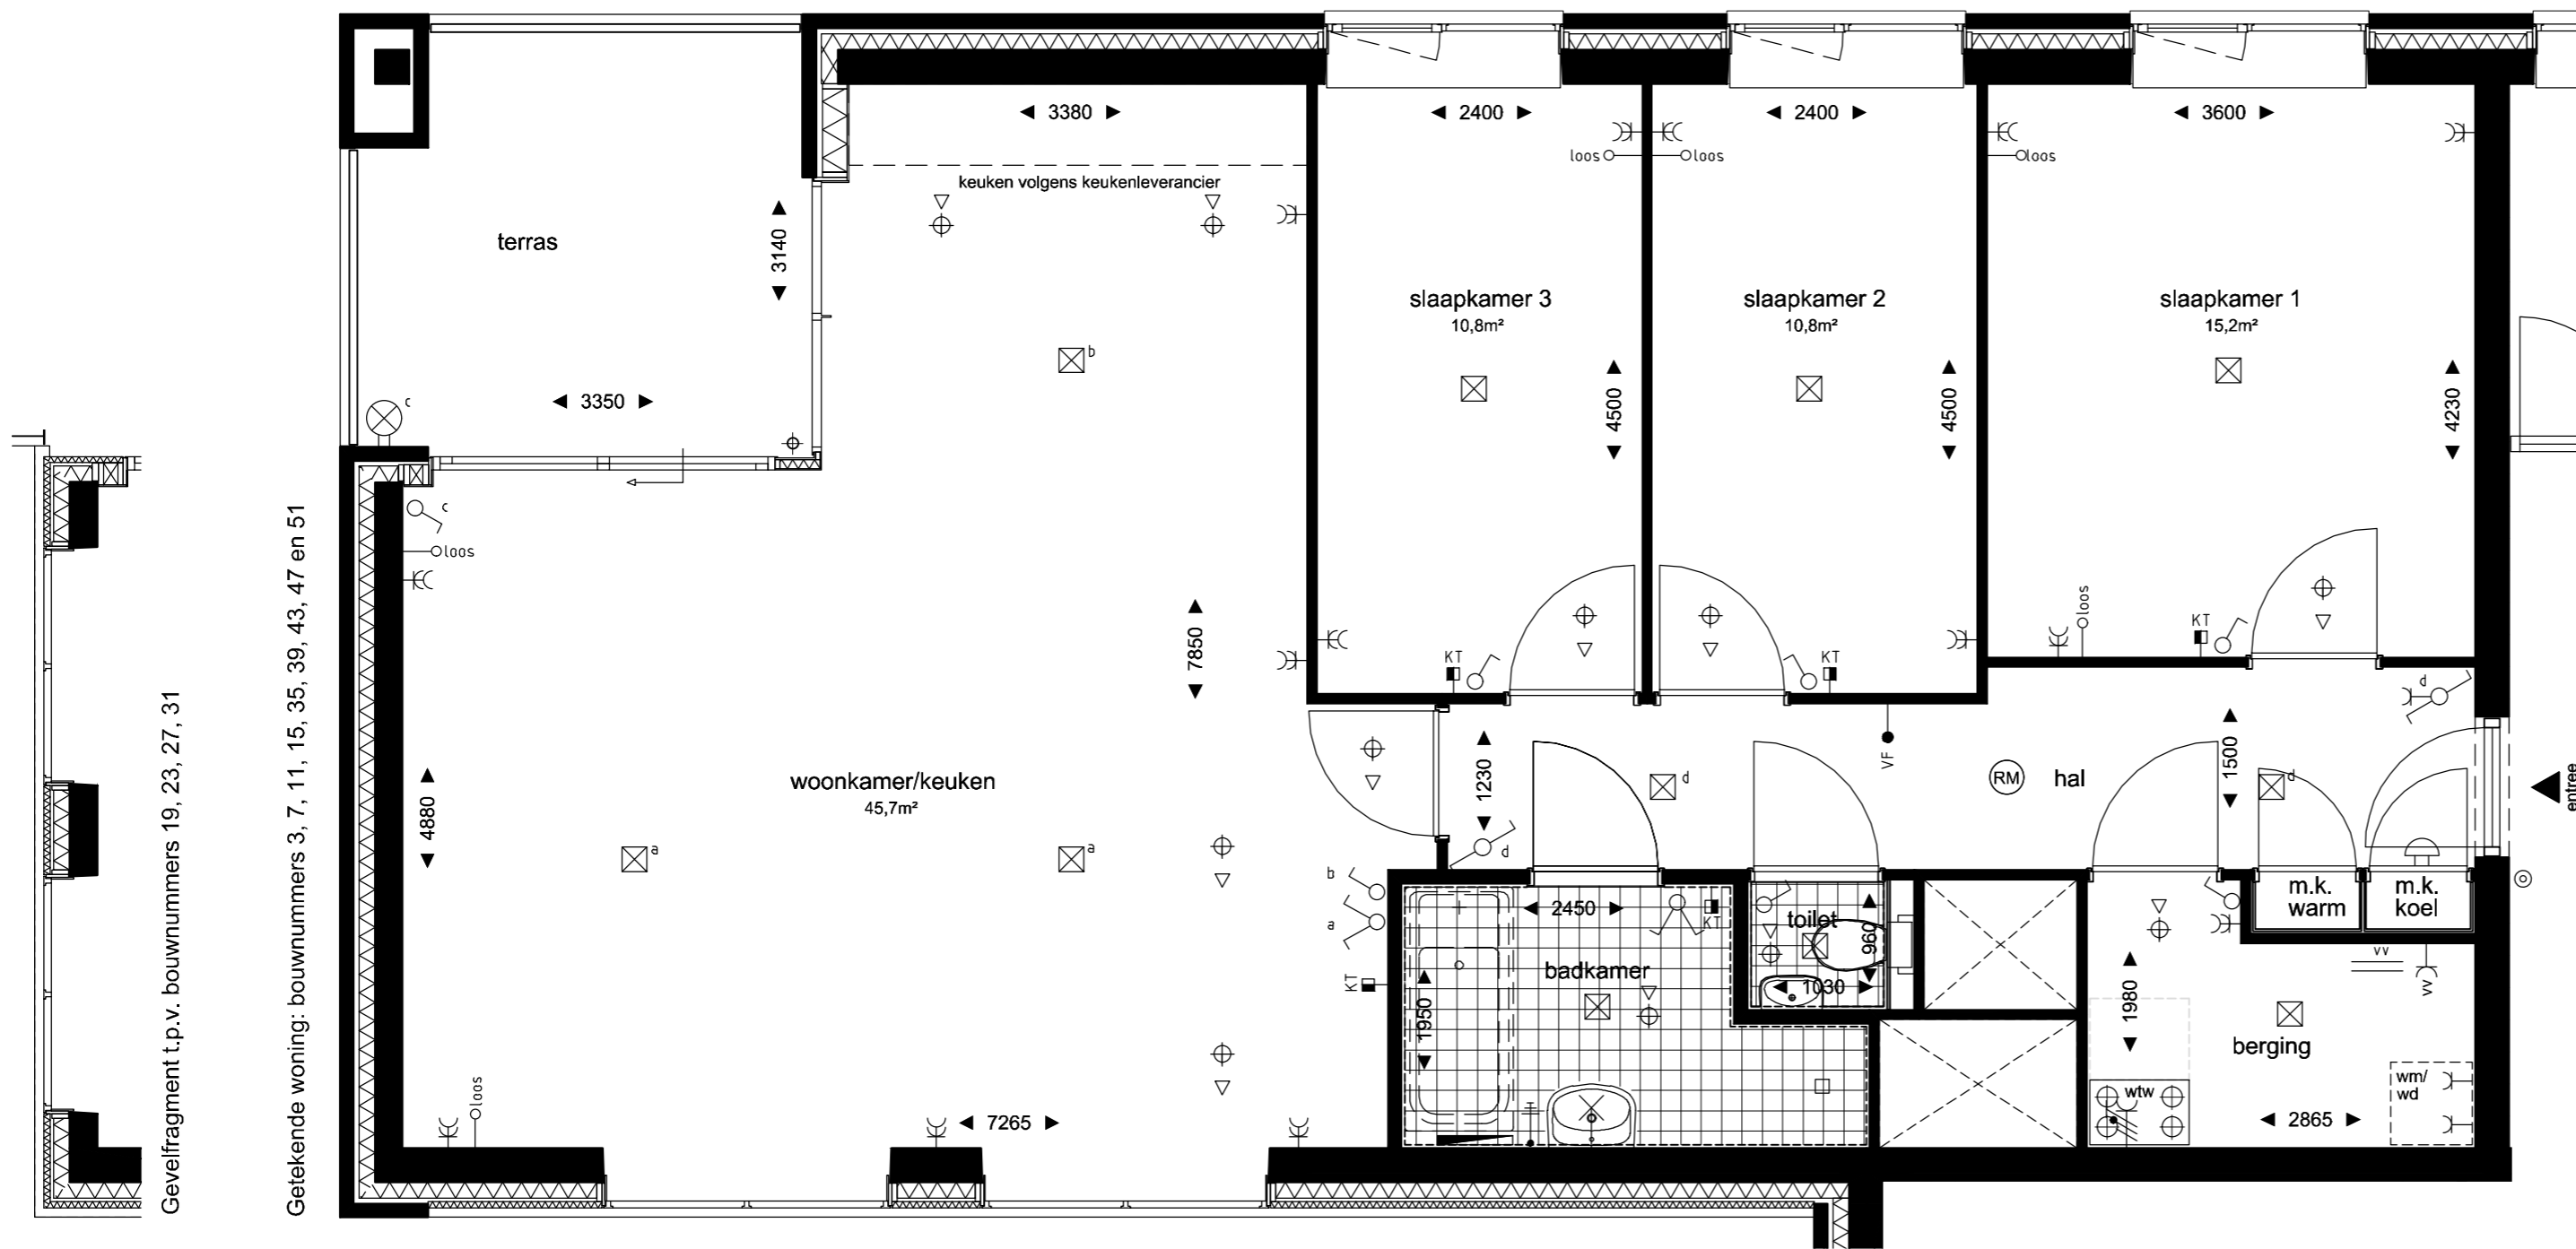 Gevelfragment t.p.v. bouwnummers 19, 23, 27, 31
Getekende woning: bouwnummers 3, 7, 11, 15, 35, 39, 43, 47 en 51
terras
3140
3350
c
3380
keuken volgens keukenleverancier
b
c
loos
7850
woonkamer/keuken
45,7m²
4880
a
a
7265
loos
b
a
KT
2400
loos
slaapkamer 3
10,8m²
4500
KT
2400
loos
slaapkamer 2
10,8m²
4500
KT
3600
loos
slaapkamer 1
15,2m²
4230
loos
KT
d
1230
d
d
VF
RM
hal
1500
d
entree
2450
KT
badkamer
1950
toilet
960
1030
m.k.
warm
m.k.
koel
vv
vv
1980
berging
wtw
wm/
wd
2865